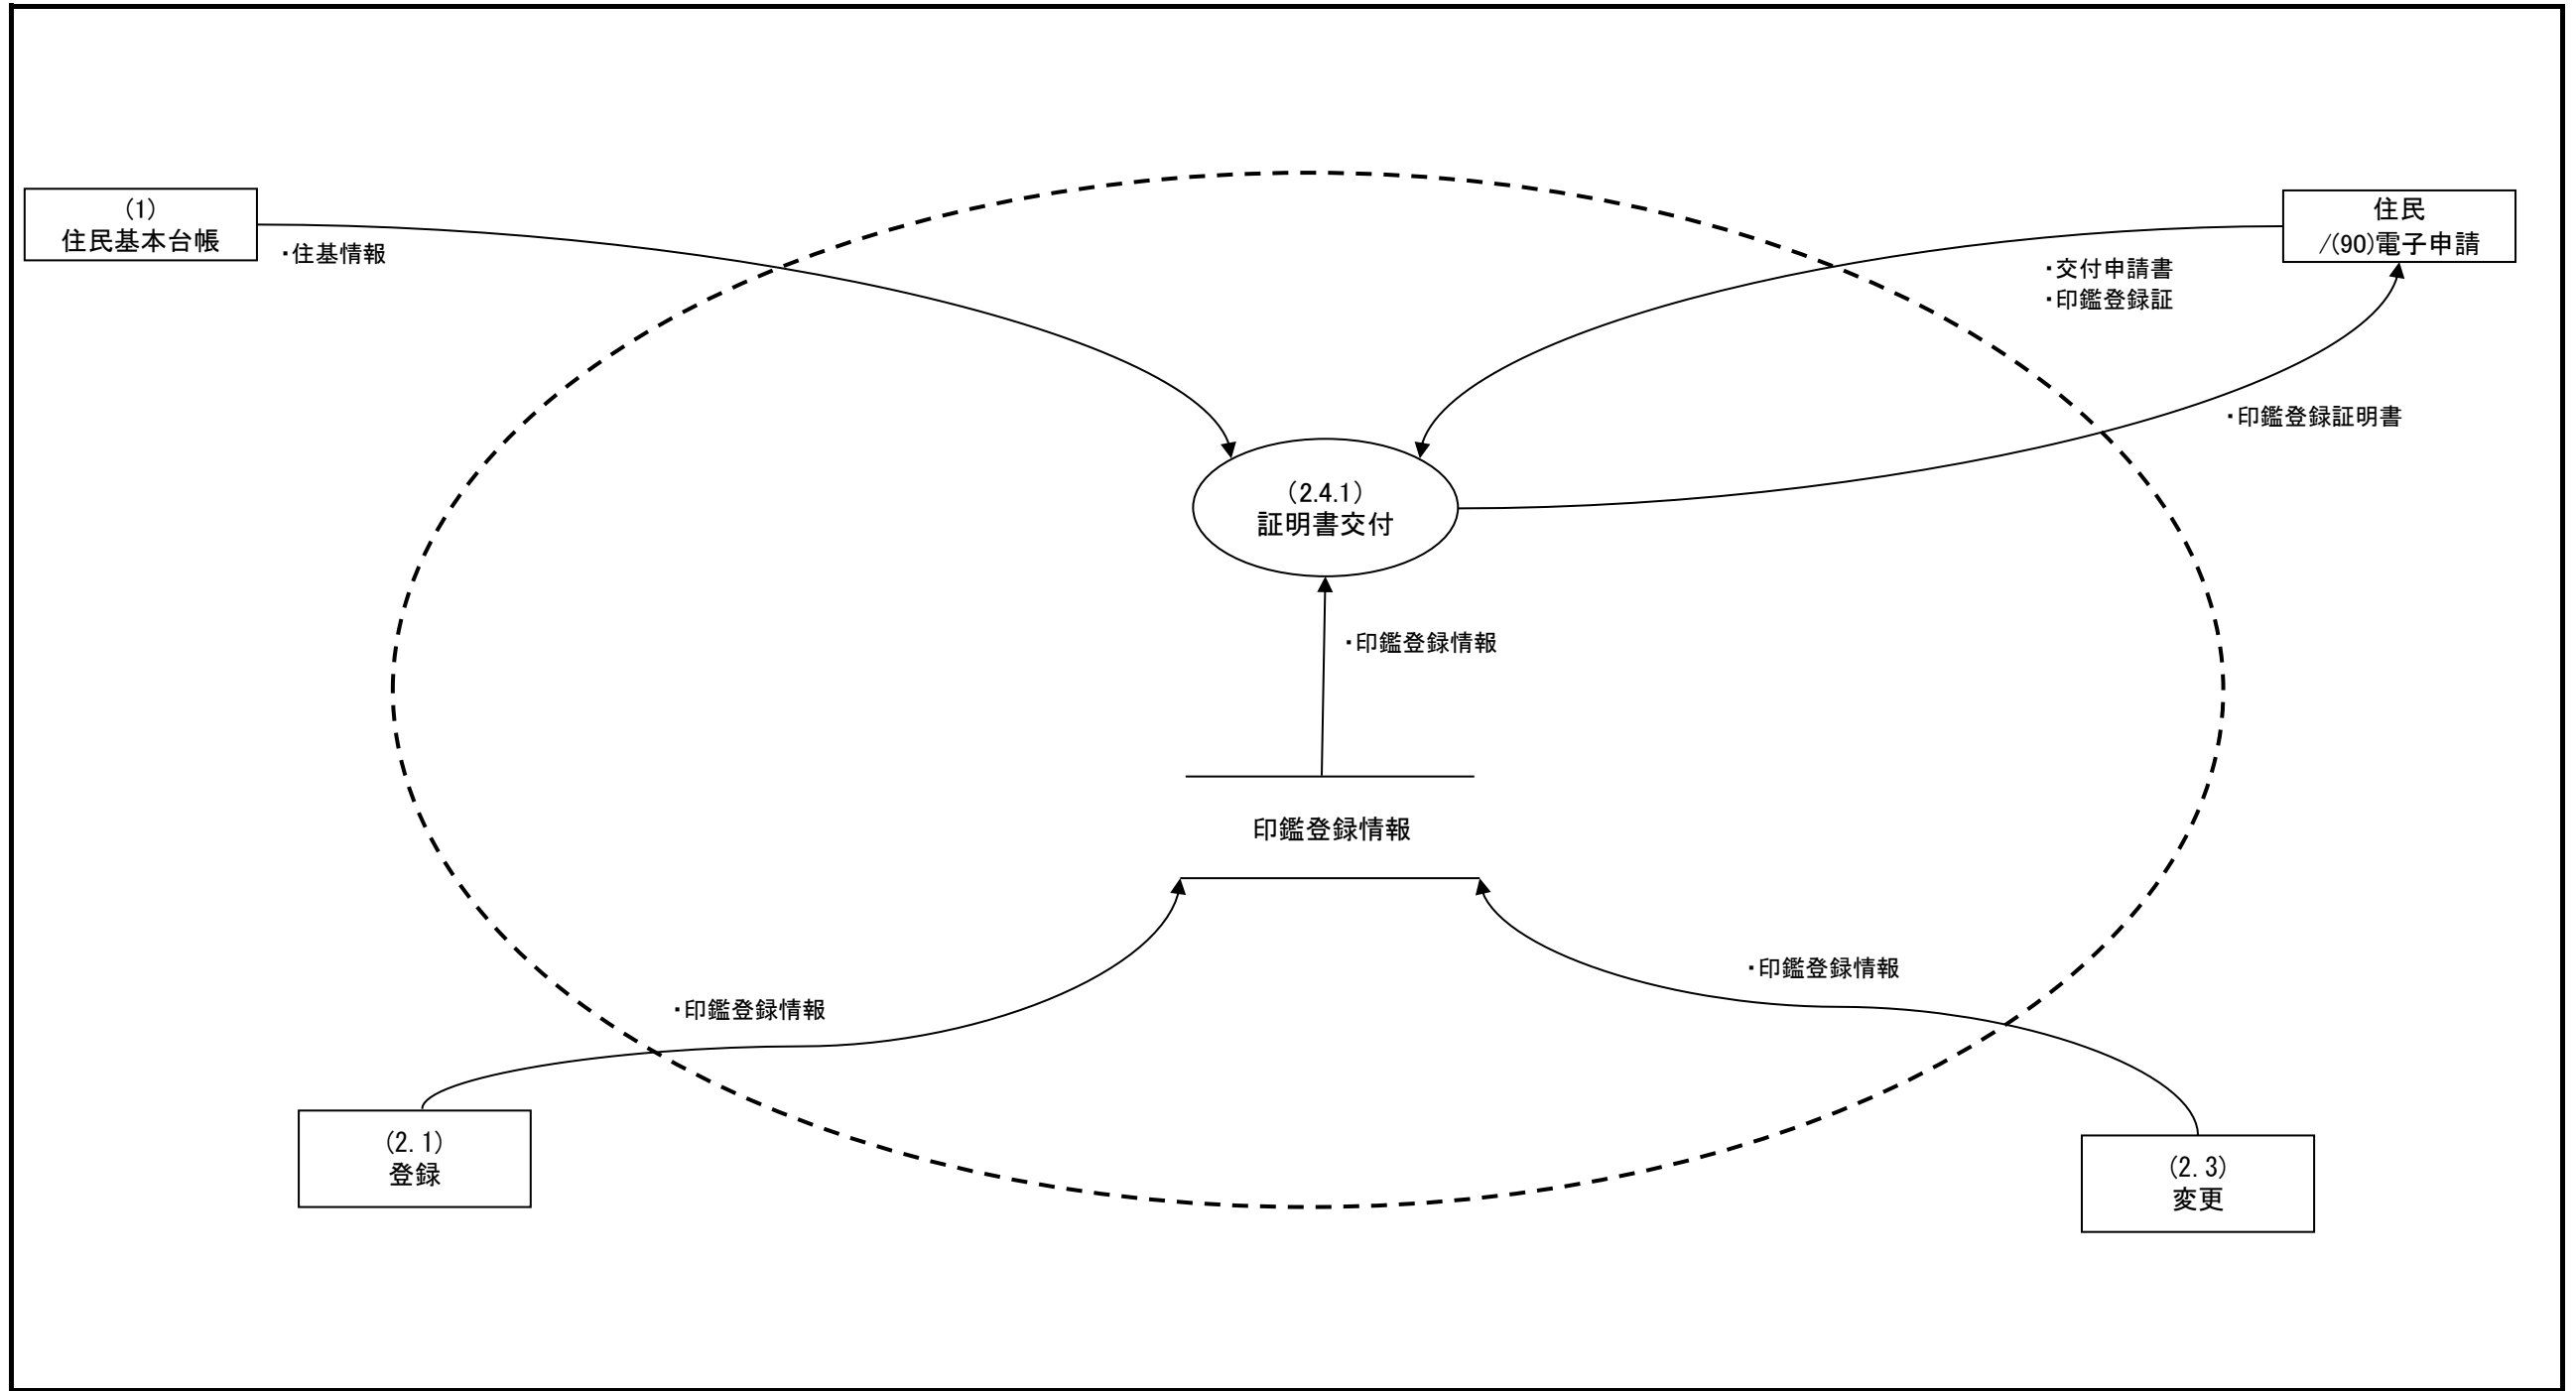 (1)
住民基本台帳
・住基情報
住民
/(90)電子申請
・交付申請書
・印鑑登録証
・印鑑登録証明書
(2.4.1)
証明書交付
・印鑑登録情報
印鑑登録情報
・印鑑登録情報
・印鑑登録情報
(2.1)
登録
(2.3)
変更